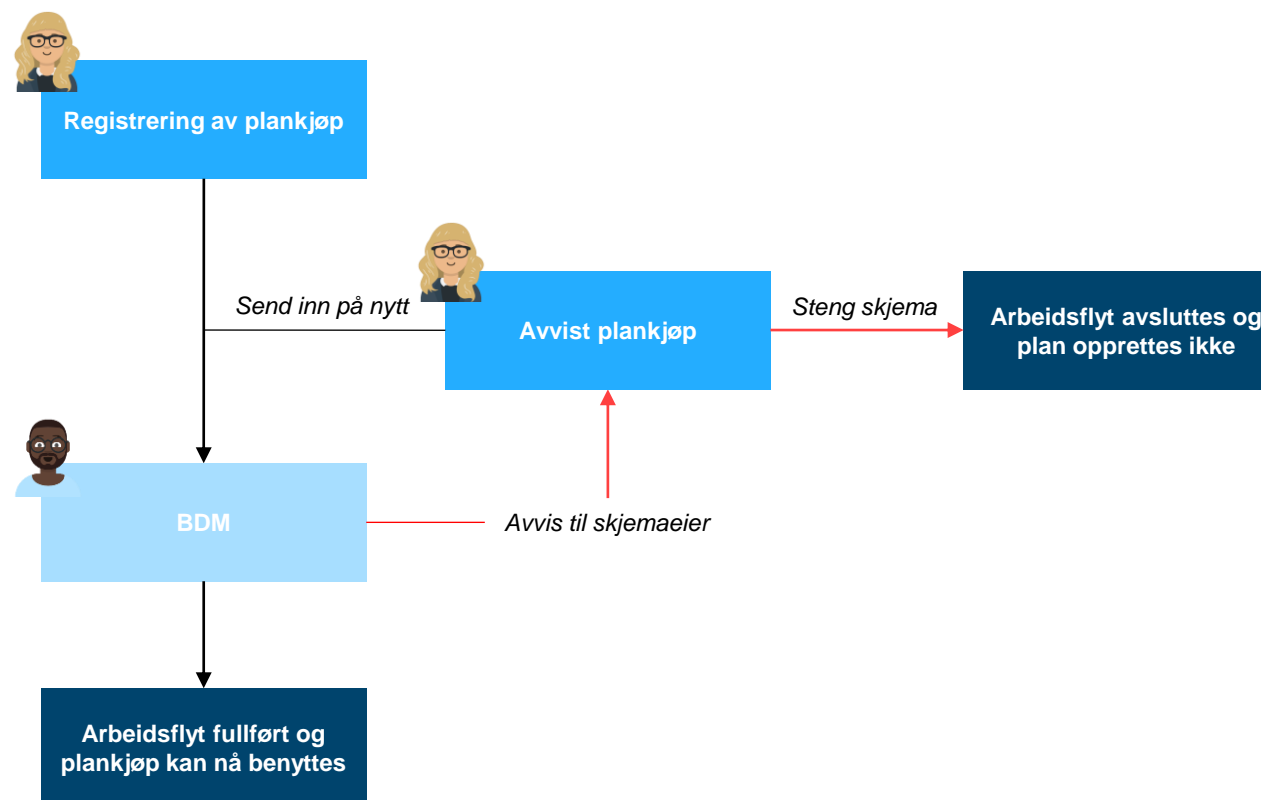 Registrering av plankjøp
Send inn på nytt
Avvist plankjøp
Steng skjema
Arbeidsflyt avsluttes og
plan opprettes ikke
BDM
Avvis til skjemaeier
Arbeidsflyt fullført og
plankjøp kan nå benyttes